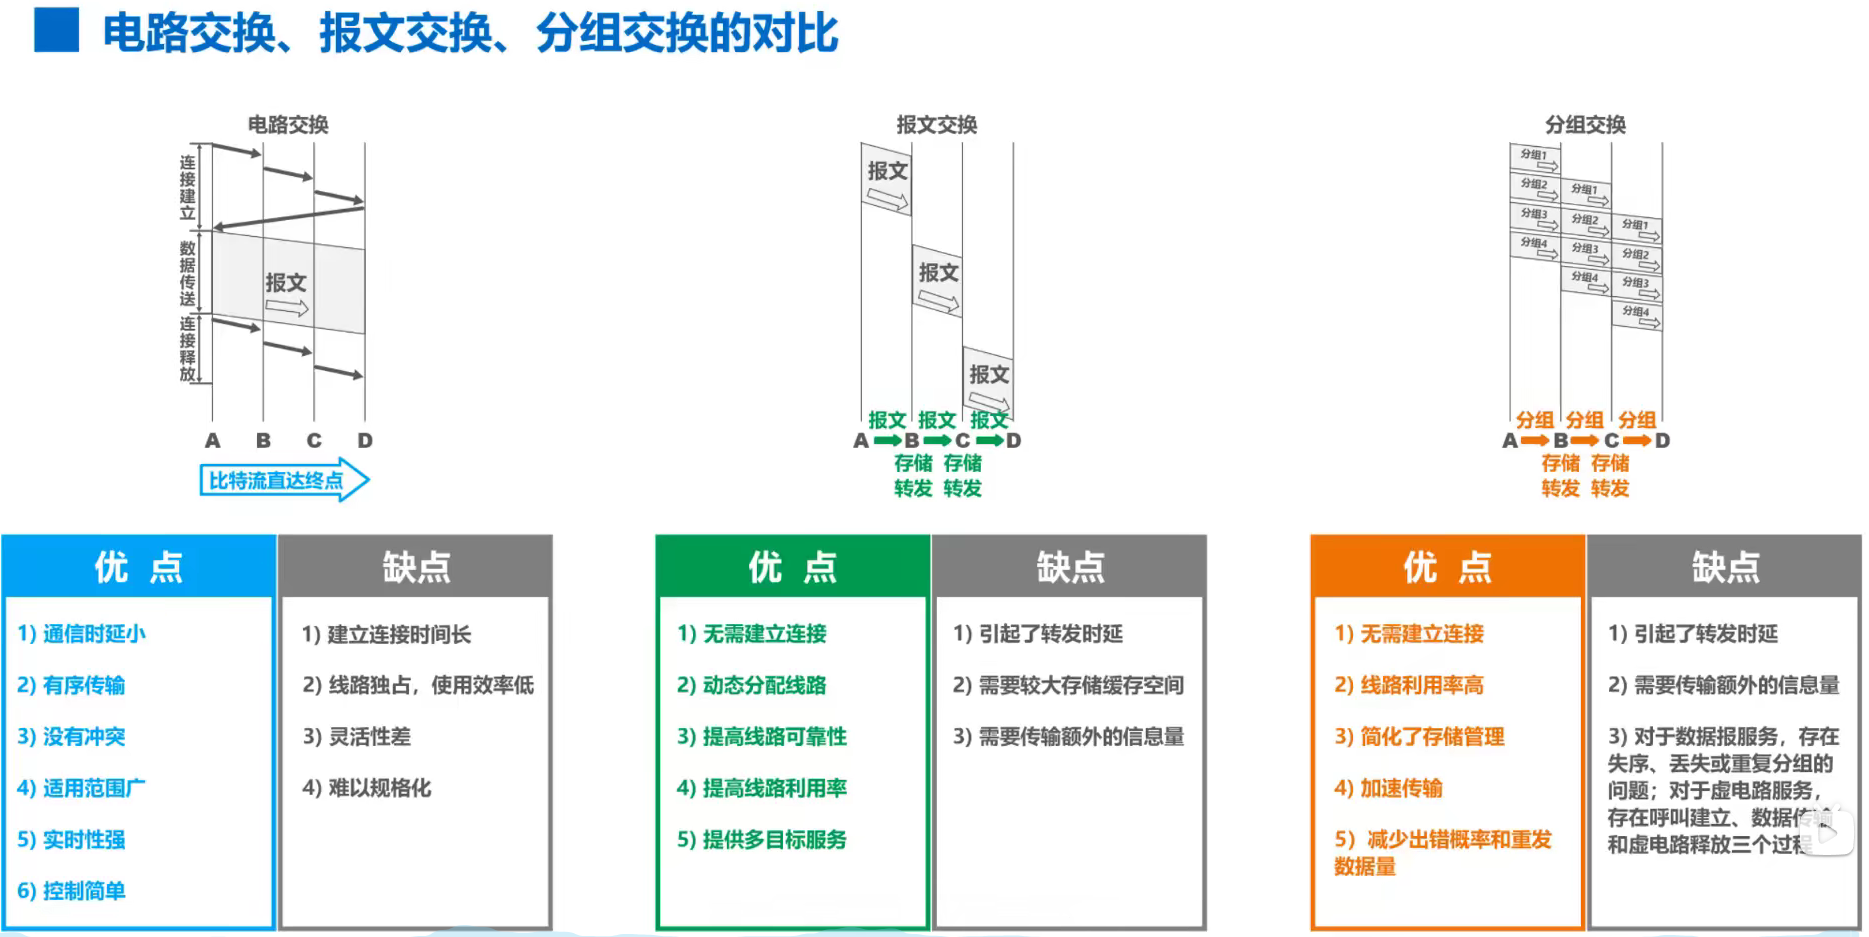 电路交换、报文交换、分组交换的对比
电路交换
连接建立
数据传送
连接释放
报文
A B C D
比特流直达终点
报文交换
报文
报文
报文
报文 报文 报文
A B C D
存储 存储
转发 转发
分组交换
分组1
分组2 分组1
分组3 分组2 分组1
分组4 分组3 分组2
分组4 分组3
分组4
分组 分组 分组
A B C D
存储 存储
转发 转发
优 点
1) 通信时延小
2) 有序传输
3) 没有冲突
4) 适用范围广
5) 实时性强
6) 控制简单
缺点
1) 建立连接时间长
2) 线路独占，使用效率低
3) 灵活性差
4) 难以规格化
优 点
1) 无需建立连接
2) 动态分配线路
3) 提高线路可靠性
4) 提高线路利用率
5) 提供多目标服务
缺点
1) 引起了转发时延
2) 需要较大存储缓存空间
3) 需要传输额外的信息量
优 点
1) 无需建立连接
2) 线路利用率高
3) 简化了存储管理
4) 加速传输
5) 减少出错概率和重发
数据量
缺点
1) 引起了转发时延
2) 需要传输额外的信息量
3) 对于数据报服务，存在
失序、丢失或重复分组的
问题；对于虚电路服务，
存在呼叫建立、数据传输
和虚电路释放三个过程